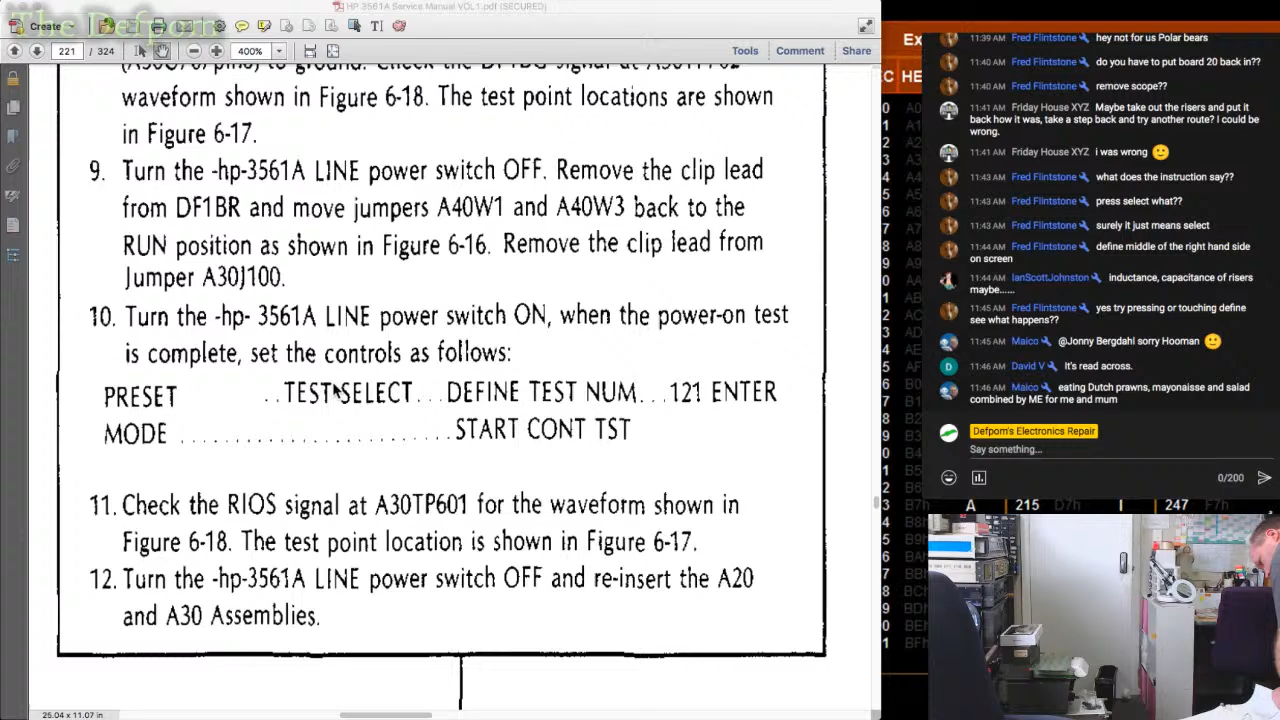 The Defpom
HP 3561A Service Manual VOL1.pdf (SECURED)
Create
221 / 324
400%
Tools
Comment
Share
waveform shown in Figure 6-18. The test point locations are shown
in Figure 6-17.
9. Turn the -hp-3561A LINE power switch OFF. Remove the clip lead
from DF1BR and move jumpers A40W1 and A40W3 back to the
RUN position as shown in Figure 6-16. Remove the clip lead from
Jumper A30J100.
10. Turn the -hp- 3561A LINE power switch ON, when the power-on test
is complete, set the controls as follows:
PRESET . .TEST SELECT. . .DEFINE TEST NUM. . .121 ENTER
MODE . . . . . . . . . . . . . . . . . . . . . . . . .START CONT TST
11. Check the RIOS signal at A30TP601 for the waveform shown in
Figure 6-18. The test point location is shown in Figure 6-17.
12. Turn the -hp-3561A LINE power switch OFF and re-insert the A20
and A30 Assemblies.
25.04 x 11.07 in
Ex
C HE
11:39 AM Fred Flintstone hey not for us Polar bears
11:40 AM Fred Flintstone do you have to put board 20 back in??
11:40 AM Fred Flintstone remove scope??
11:41 AM Friday House XYZ Maybe take out the risers and put it
back how it was, take a step back and try another route? I could be
wrong.
11:41 AM Friday House XYZ i was wrong 🙂
11:43 AM Fred Flintstone what does the instruction say??
11:43 AM Fred Flintstone press select what??
11:43 AM Fred Flintstone surely it just means select
11:44 AM Fred Flintstone define middle of the right hand side
on screen
11:44 AM IanScottJohnston inductance, capacitance of risers
maybe......
11:45 AM Fred Flintstone yes try pressing or touching define
see what happens??
11:45 AM Maico @Jonny Bergdahl sorry Hooman 🙂
11:46 AM David V It's read across.
11:46 AM Maico eating Dutch prawns, mayonaisse and salad
combined by ME for me and mum
Defpom's Electronics Repair
Say something...
0/200
B7h A 215 D7h I 247 F7h